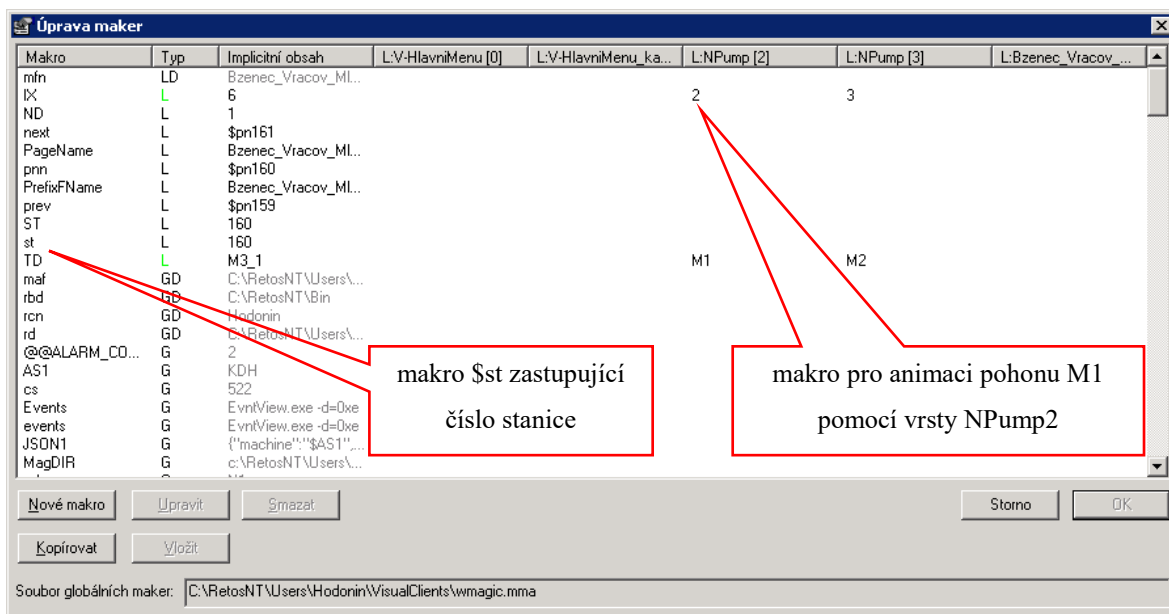 Úprava maker
Makro Typ Implicitní obsah L:V-HlavniMenu [0] L:V-HlavniMenu_ka... L:NPump [2] L:NPump [3] L:Bzenec_Vracov_...
mfn LD Bzenec_Vracov_Ml...
IX L 6 2 3
ND L 1
next L $pn161
PageName L Bzenec_Vracov_Ml...
pnn L $pn160
PrefixFName L Bzenec_Vracov_Ml...
prev L $pn159
ST L 160
st L 160
TD L M3_1 M1 M2
maf GD C:\RetosNT\Users\...
rbd GD C:\RetosNT\Bin
rcn GD Hodonin
rd GD C:\RetosNT\Users\...
@@ALARM_CO... G 2
AS1 G KDH
cs G 522
Events G EvntView.exe -d=0xe
events G EvntView.exe -d=0xe
JSON1 G {"machine":"$AS1",...
MagDIR G c:\RetosNT\Users\...
makro $st zastupující
číslo stanice
makro pro animaci pohonu M1
pomocí vrsty NPump2
Nové makro Upravit Smazat Storno OK
Kopírovat Vložit
Soubor globálních maker: C:\RetosNT\Users\Hodonin\VisualClients\wmagic.mma